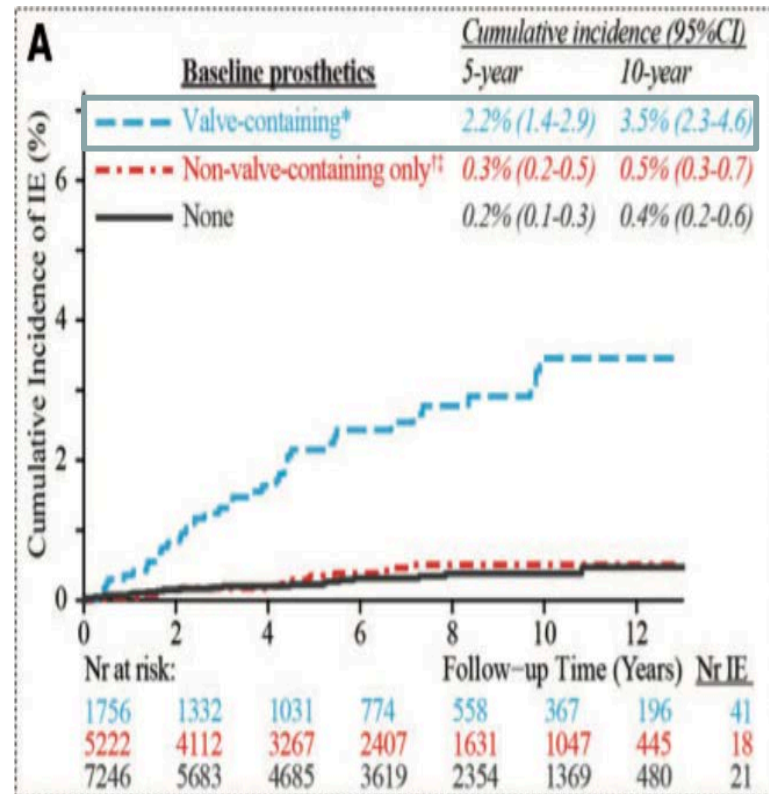 A
Cumulative incidence (95%CI)
Baseline prosthetics 5-year 10-year
Valve-containing* 2.2% (1.4-2.9) 3.5% (2.3-4.6)
Non-valve-containing only†‡ 0.3% (0.2-0.5) 0.5% (0.3-0.7)
None 0.2% (0.1-0.3) 0.4% (0.2-0.6)
Cumulative Incidence of IE (%)
6
4
2
0
0 2 4 6 8 10 12
Nr at risk: Follow-up Time (Years) Nr IE
1756 1332 1031 774 558 367 196 41
5222 4112 3267 2407 1631 1047 445 18
7246 5683 4685 3619 2354 1369 480 21